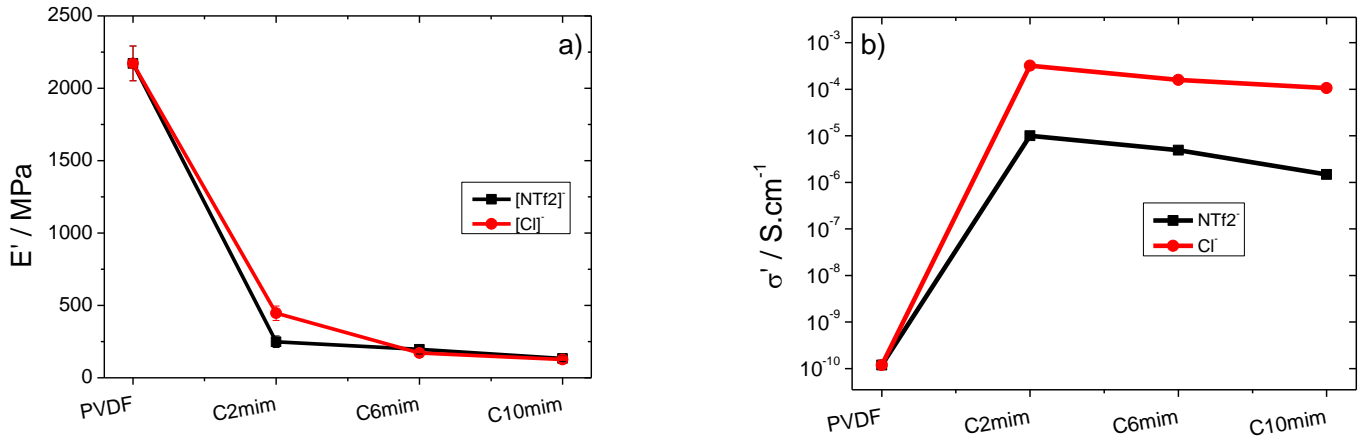 a)
E' / MPa
2500
2000
1500
1000
500
0
[NTf2]⁻
[Cl]⁻
PVDF
C2mim
C6mim
C10mim
b)
σ' / S.cm⁻¹
10⁻³
10⁻⁴
10⁻⁵
10⁻⁶
10⁻⁷
10⁻⁸
10⁻⁹
10⁻¹⁰
NTf2⁻
Cl⁻
PVDF
C2mim
C6mim
C10mim